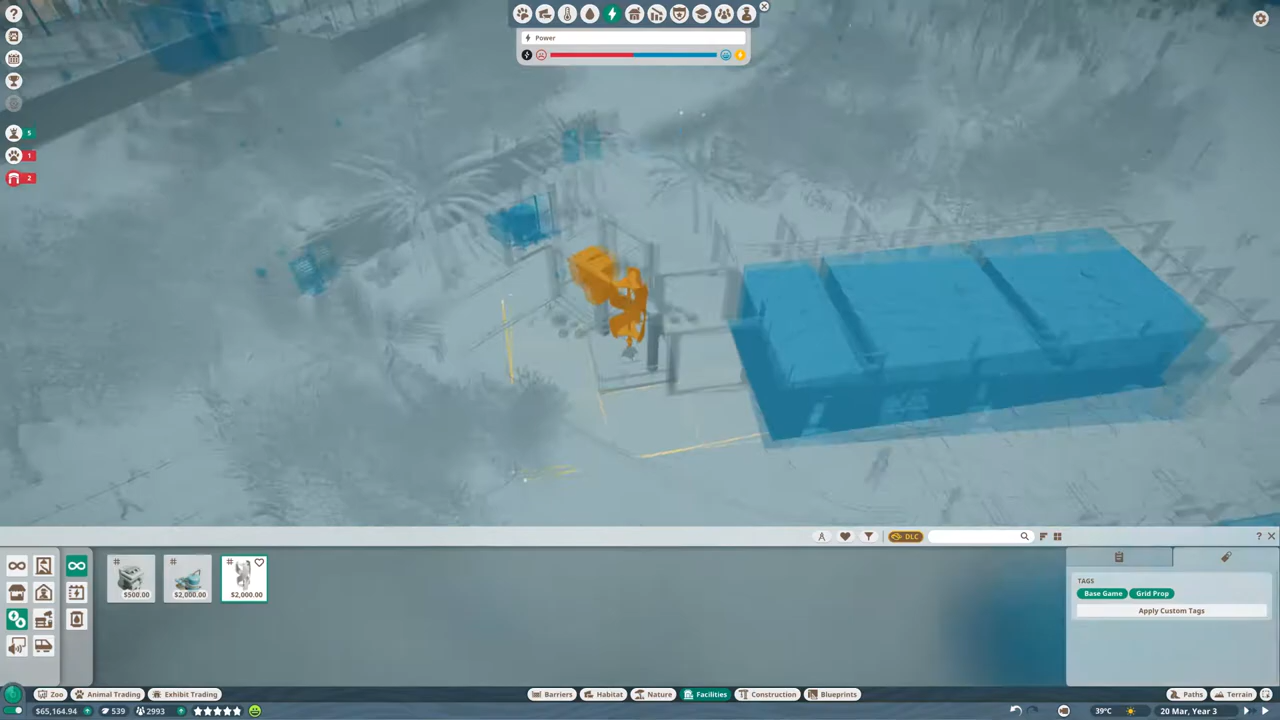 Power
5
1
2
DLC
$500.00
$2,000.00
$2,000.00
TAGS
Base Game
Grid Prop
Apply Custom Tags
Zoo
Animal Trading
Exhibit Trading
Barriers
Habitat
Nature
Facilities
Construction
Blueprints
Paths
Terrain
$65,164.94
539
2993
39°C
20 Mar, Year 3